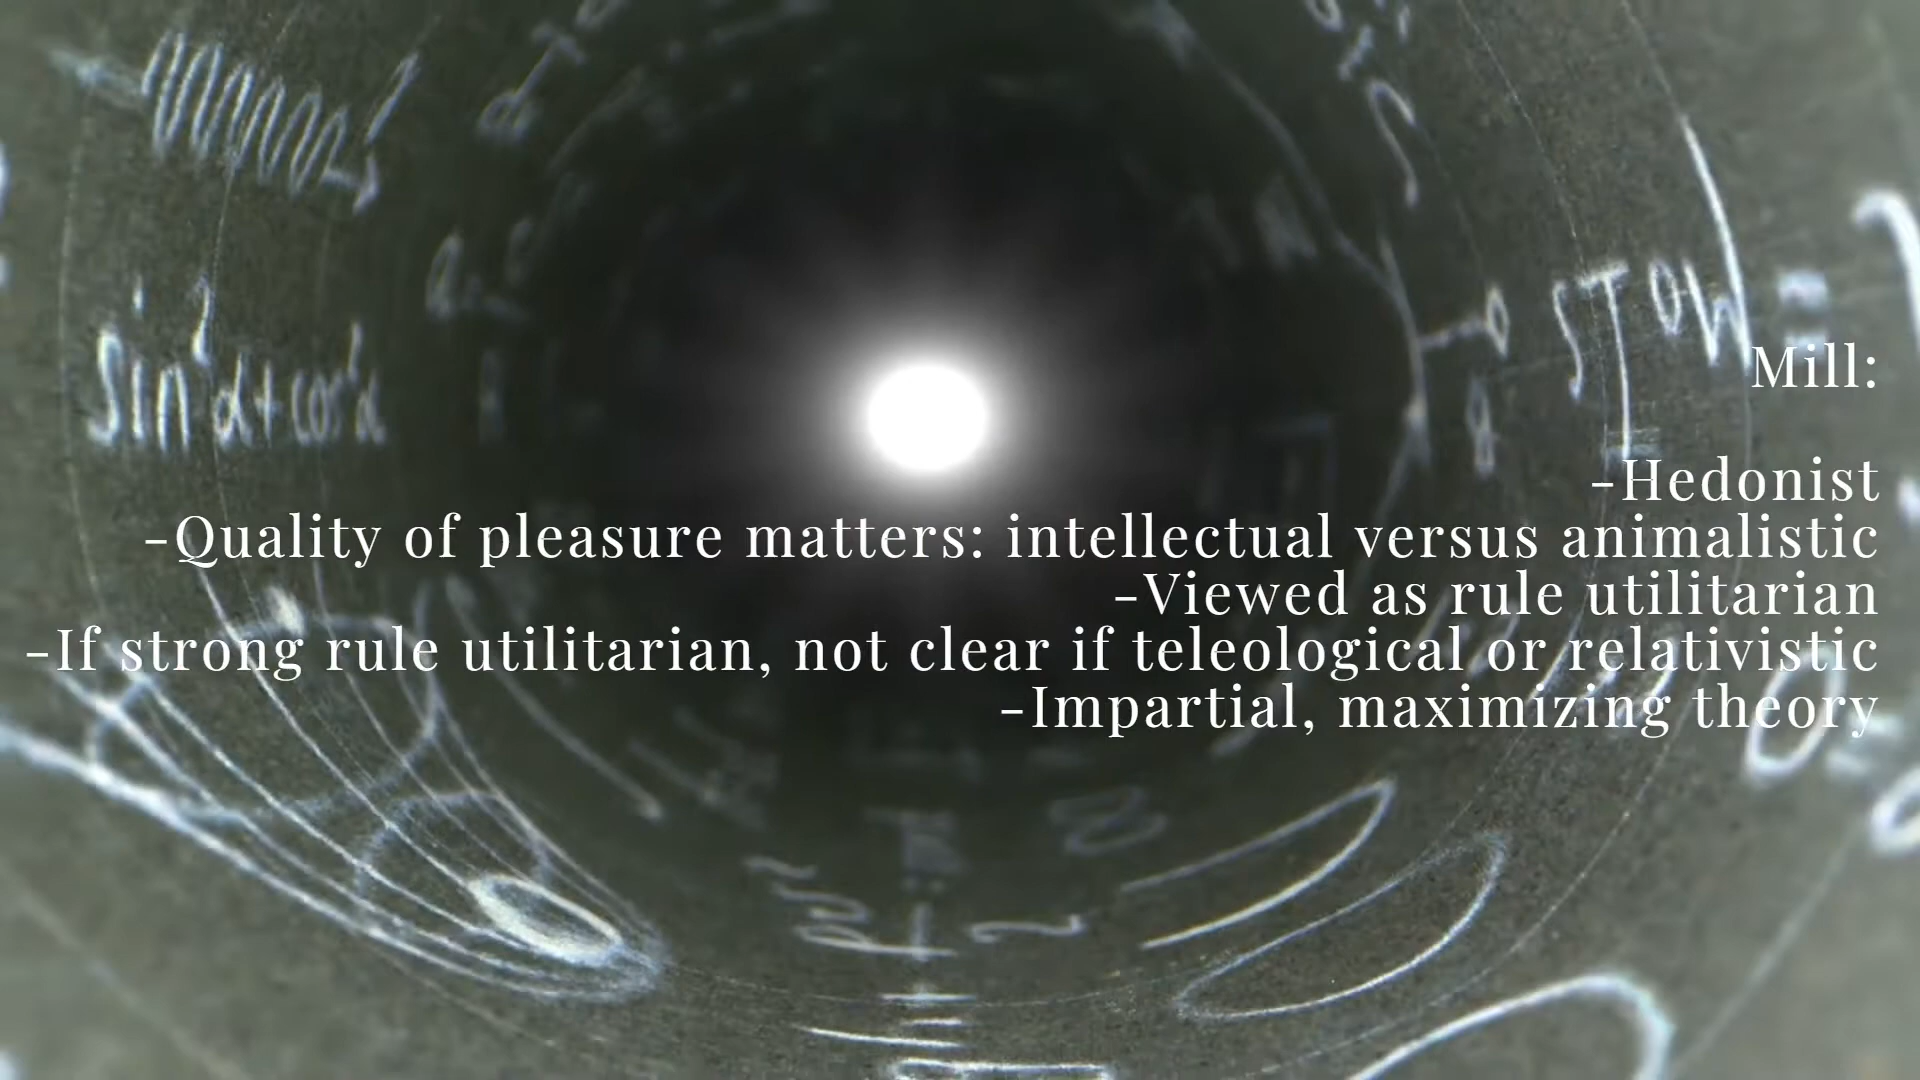 Mill:
-Hedonist
-Quality of pleasure matters: intellectual versus animalistic
-Viewed as rule utilitarian
-If strong rule utilitarian, not clear if teleological or relativistic
-Impartial, maximizing theory